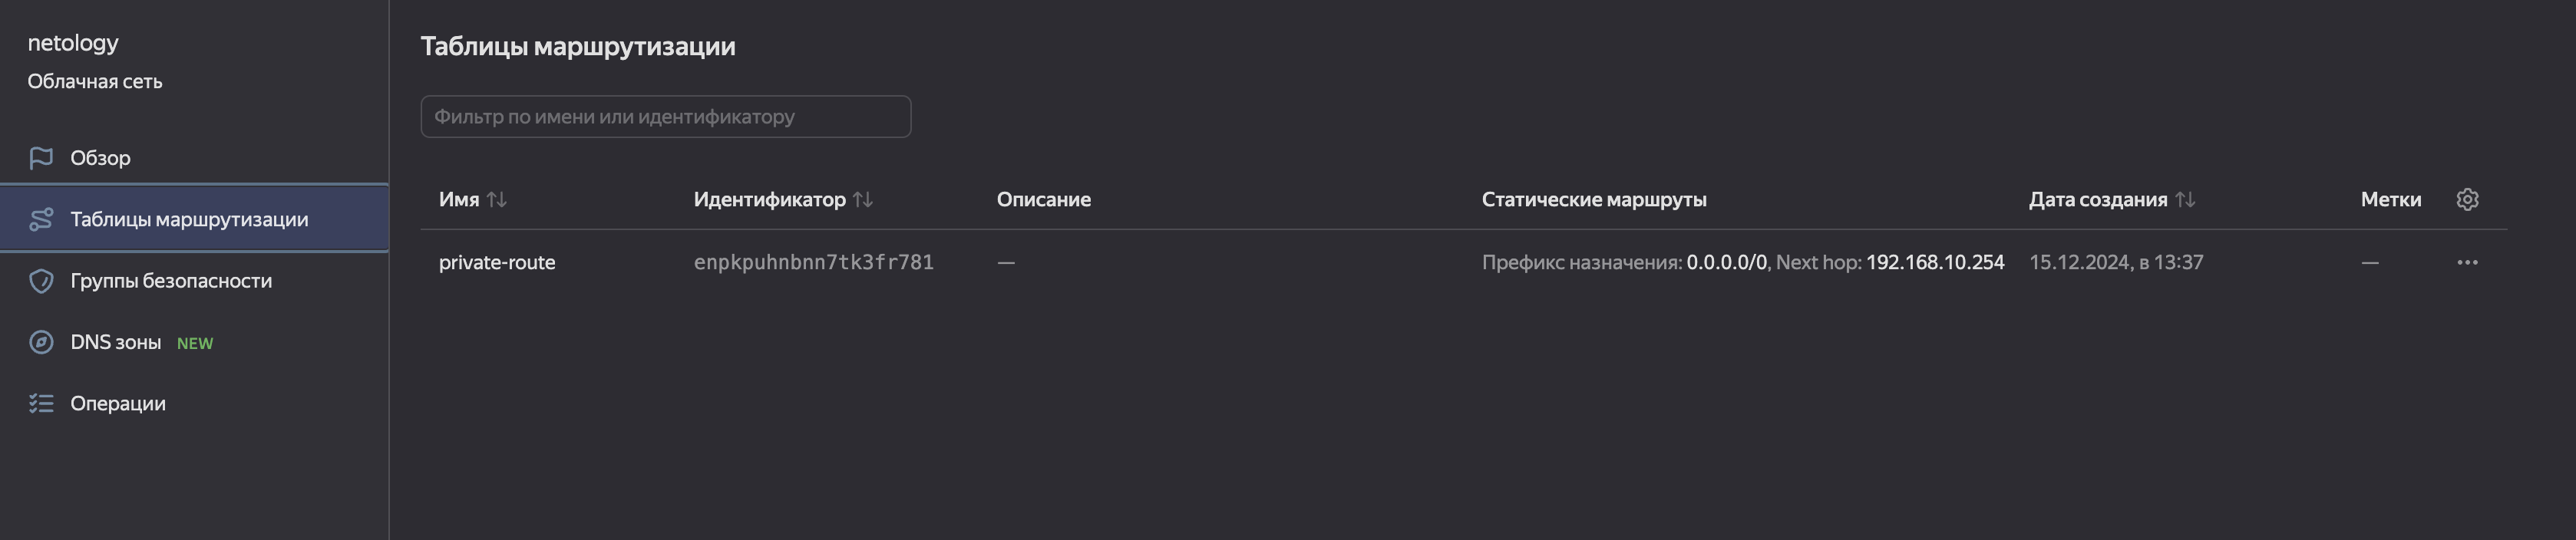 netology
Облачная сеть
Обзор
Таблицы маршрутизации
Группы безопасности
DNS зоны NEW
Операции
Таблицы маршрутизации
Фильтр по имени или идентификатору
Имя Идентификатор Описание Статические маршруты Дата создания Метки
private-route enpkpuhnbnn7tk3fr781 — Префикс назначения: 0.0.0.0/0, Next hop: 192.168.10.254 15.12.2024, в 13:37 —